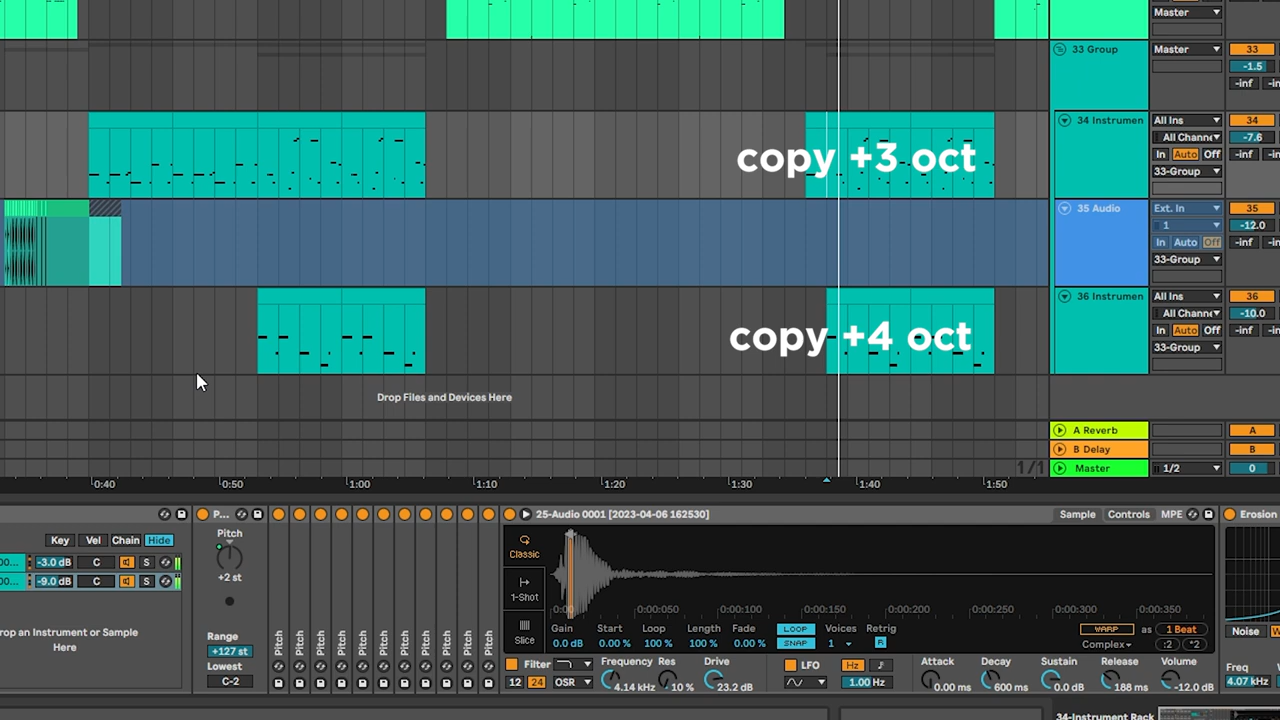 Master
33 Group
Master
33
-1.5
-inf
copy +3 oct
34 Instrumen
All Ins
34
All Channe
-7.6
In Auto Off
-inf
33-Group
35 Audio
Ext. In
35
1
-12.0
In Auto Off
-inf
33-Group
copy +4 oct
36 Instrumen
All Ins
36
All Channe
-10.0
In Auto Off
-inf
33-Group
Drop Files and Devices Here
A Reverb
A
B Delay
B
1/1
Master
1/2
0
0:40 0:50 1:00 1:10 1:20 1:30 1:40 1:50
P...
25-Audio 0001 [2023-04-06 162530]
Sample Controls MPE
Erosion
Key Vel Chain Hide
-3.0 dB C S
-9.0 dB C S
rop an Instrument or Sample
Here
Pitch
+2 st
Range
+127 st
Lowest
C-2
Pitch Pitch Pitch Pitch Pitch Pitch Pitch Pitch Pitch Pitch Pitch
Classic
1-Shot
Slice
0:00 0:00:050 0:00:100 0:00:150 0:00:200 0:00:250 0:00:300 0:00:350
Gain Start Loop Length Fade LOOP Voices Retrig
0.0 dB 0.00 % 100 % 100 % 0.00 % SNAP 1 R
WARP as 1 Beat
Complex :2 *2
Filter Frequency Res Drive LFO Hz Attack Decay Sustain Release Volume
12 24 OSR 4.14 kHz 10 % 23.2 dB 1.00 Hz 0.00 ms 600 ms 0.0 dB 188 ms -12.0 dB
Noise
Freq
4.07 kHz
34-Instrument Rack